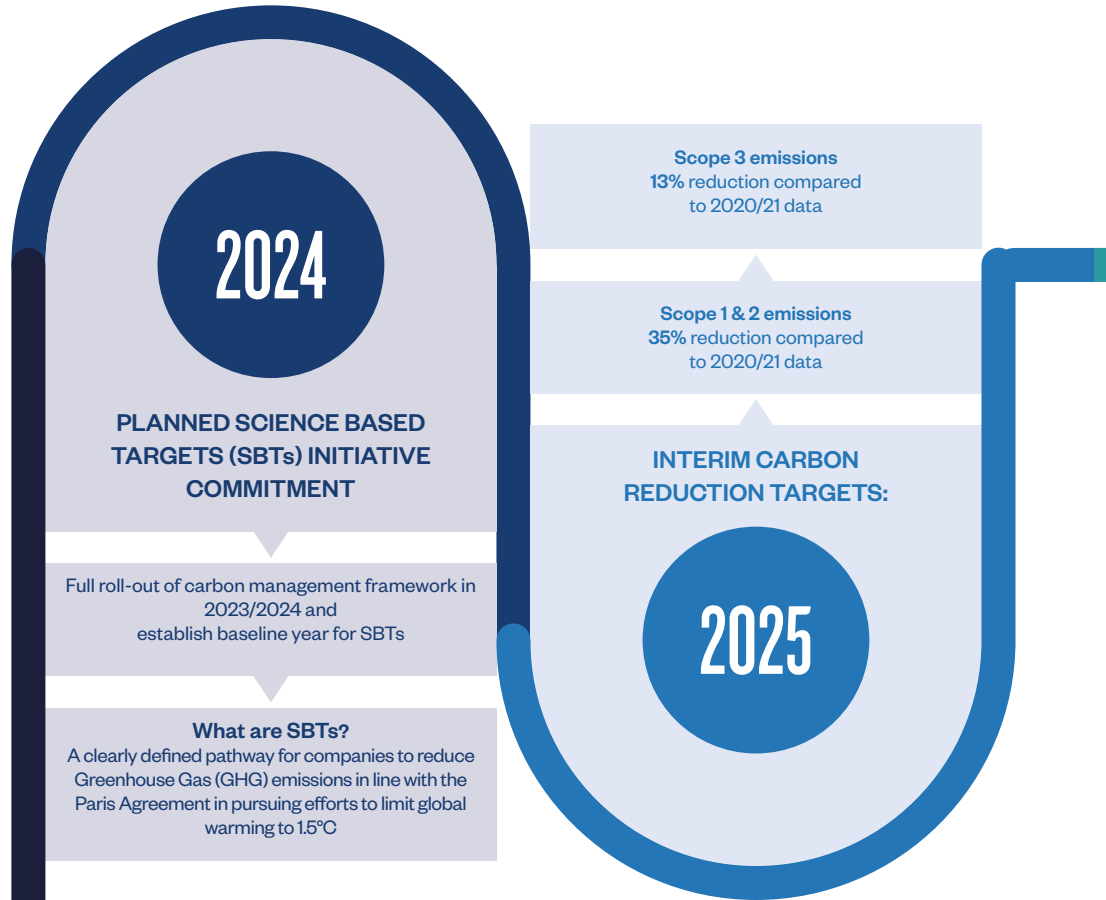 2024
PLANNED SCIENCE BASED
TARGETS (SBTs) INITIATIVE
COMMITMENT
Full roll-out of carbon management framework in
2023/2024 and
establish baseline year for SBTs
What are SBTs?
A clearly defined pathway for companies to reduce
Greenhouse Gas (GHG) emissions in line with the
Paris Agreement in pursuing efforts to limit global
warming to 1.5°C
Scope 3 emissions
13% reduction compared
to 2020/21 data
Scope 1 & 2 emissions
35% reduction compared
to 2020/21 data
INTERIM CARBON
REDUCTION TARGETS:
2025